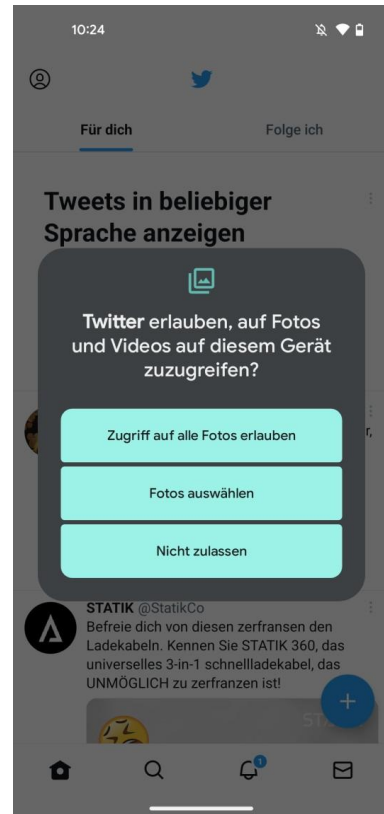 10:24
Für dich
Folge ich
Tweets in beliebiger
Sprache anzeigen
Twitter erlauben, auf Fotos
und Videos auf diesem Gerät
zuzugreifen?
r,
Zugriff auf alle Fotos erlauben
Fotos auswählen
Nicht zulassen
STATIK @StatikCo
Befreie dich von diesen zerfransen den
Ladekabeln. Kennen Sie STATIK 360, das
universelles 3-in-1 schnellladekabel, das
UNMÖGLICH zu zerfranzen ist!
1